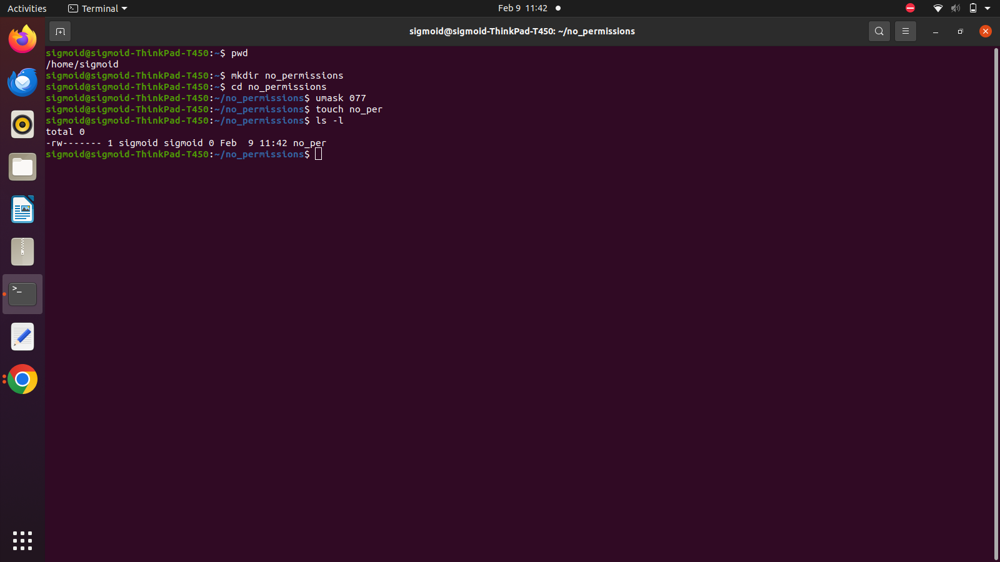 Activities
Terminal
Feb 9 11:42
sigmoid@sigmoid-ThinkPad-T450: ~/no_permissions
sigmoid@sigmoid-ThinkPad-T450:~$ pwd
/home/sigmoid
sigmoid@sigmoid-ThinkPad-T450:~$ mkdir no_permissions
sigmoid@sigmoid-ThinkPad-T450:~$ cd no_permissions
sigmoid@sigmoid-ThinkPad-T450:~/no_permissions$ umask 077
sigmoid@sigmoid-ThinkPad-T450:~/no_permissions$ touch no_per
sigmoid@sigmoid-ThinkPad-T450:~/no_permissions$ ls -l
total 0
-rw------- 1 sigmoid sigmoid 0 Feb  9 11:42 no_per
sigmoid@sigmoid-ThinkPad-T450:~/no_permissions$